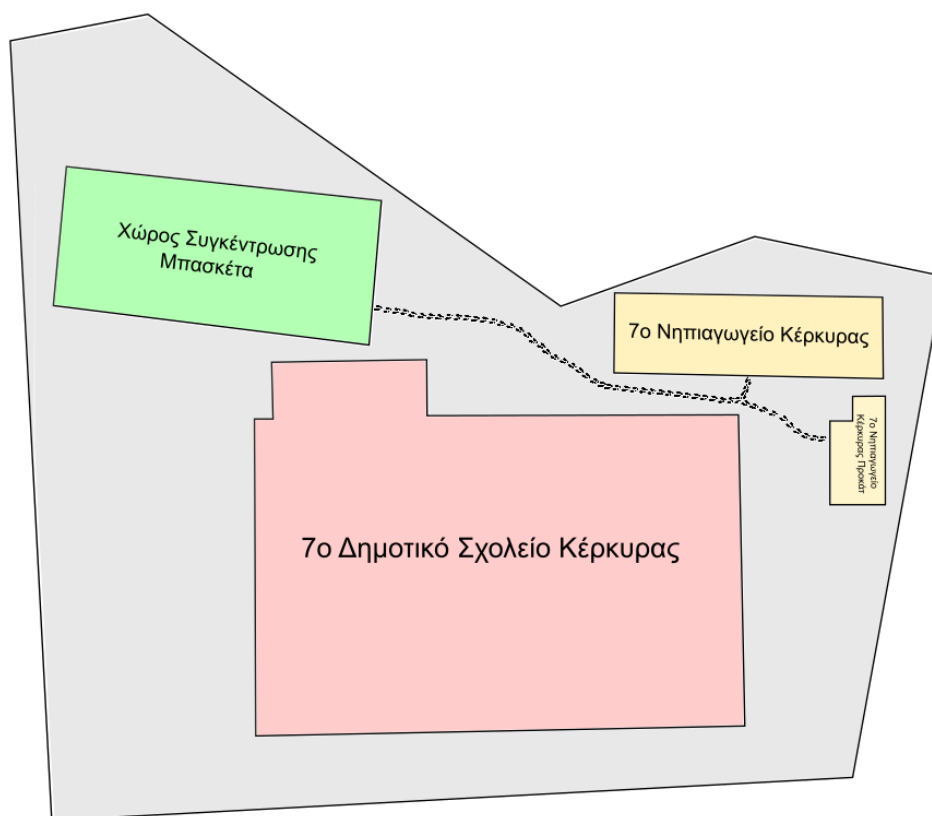 Χώρος Συγκέντρωσης
Μπασκέτα
7ο Νηπιαγωγείο Κέρκυρας
7ο Νηπιαγωγείο
Κέρκυρας Προκάτ
7ο Δημοτικό Σχολείο Κέρκυρας